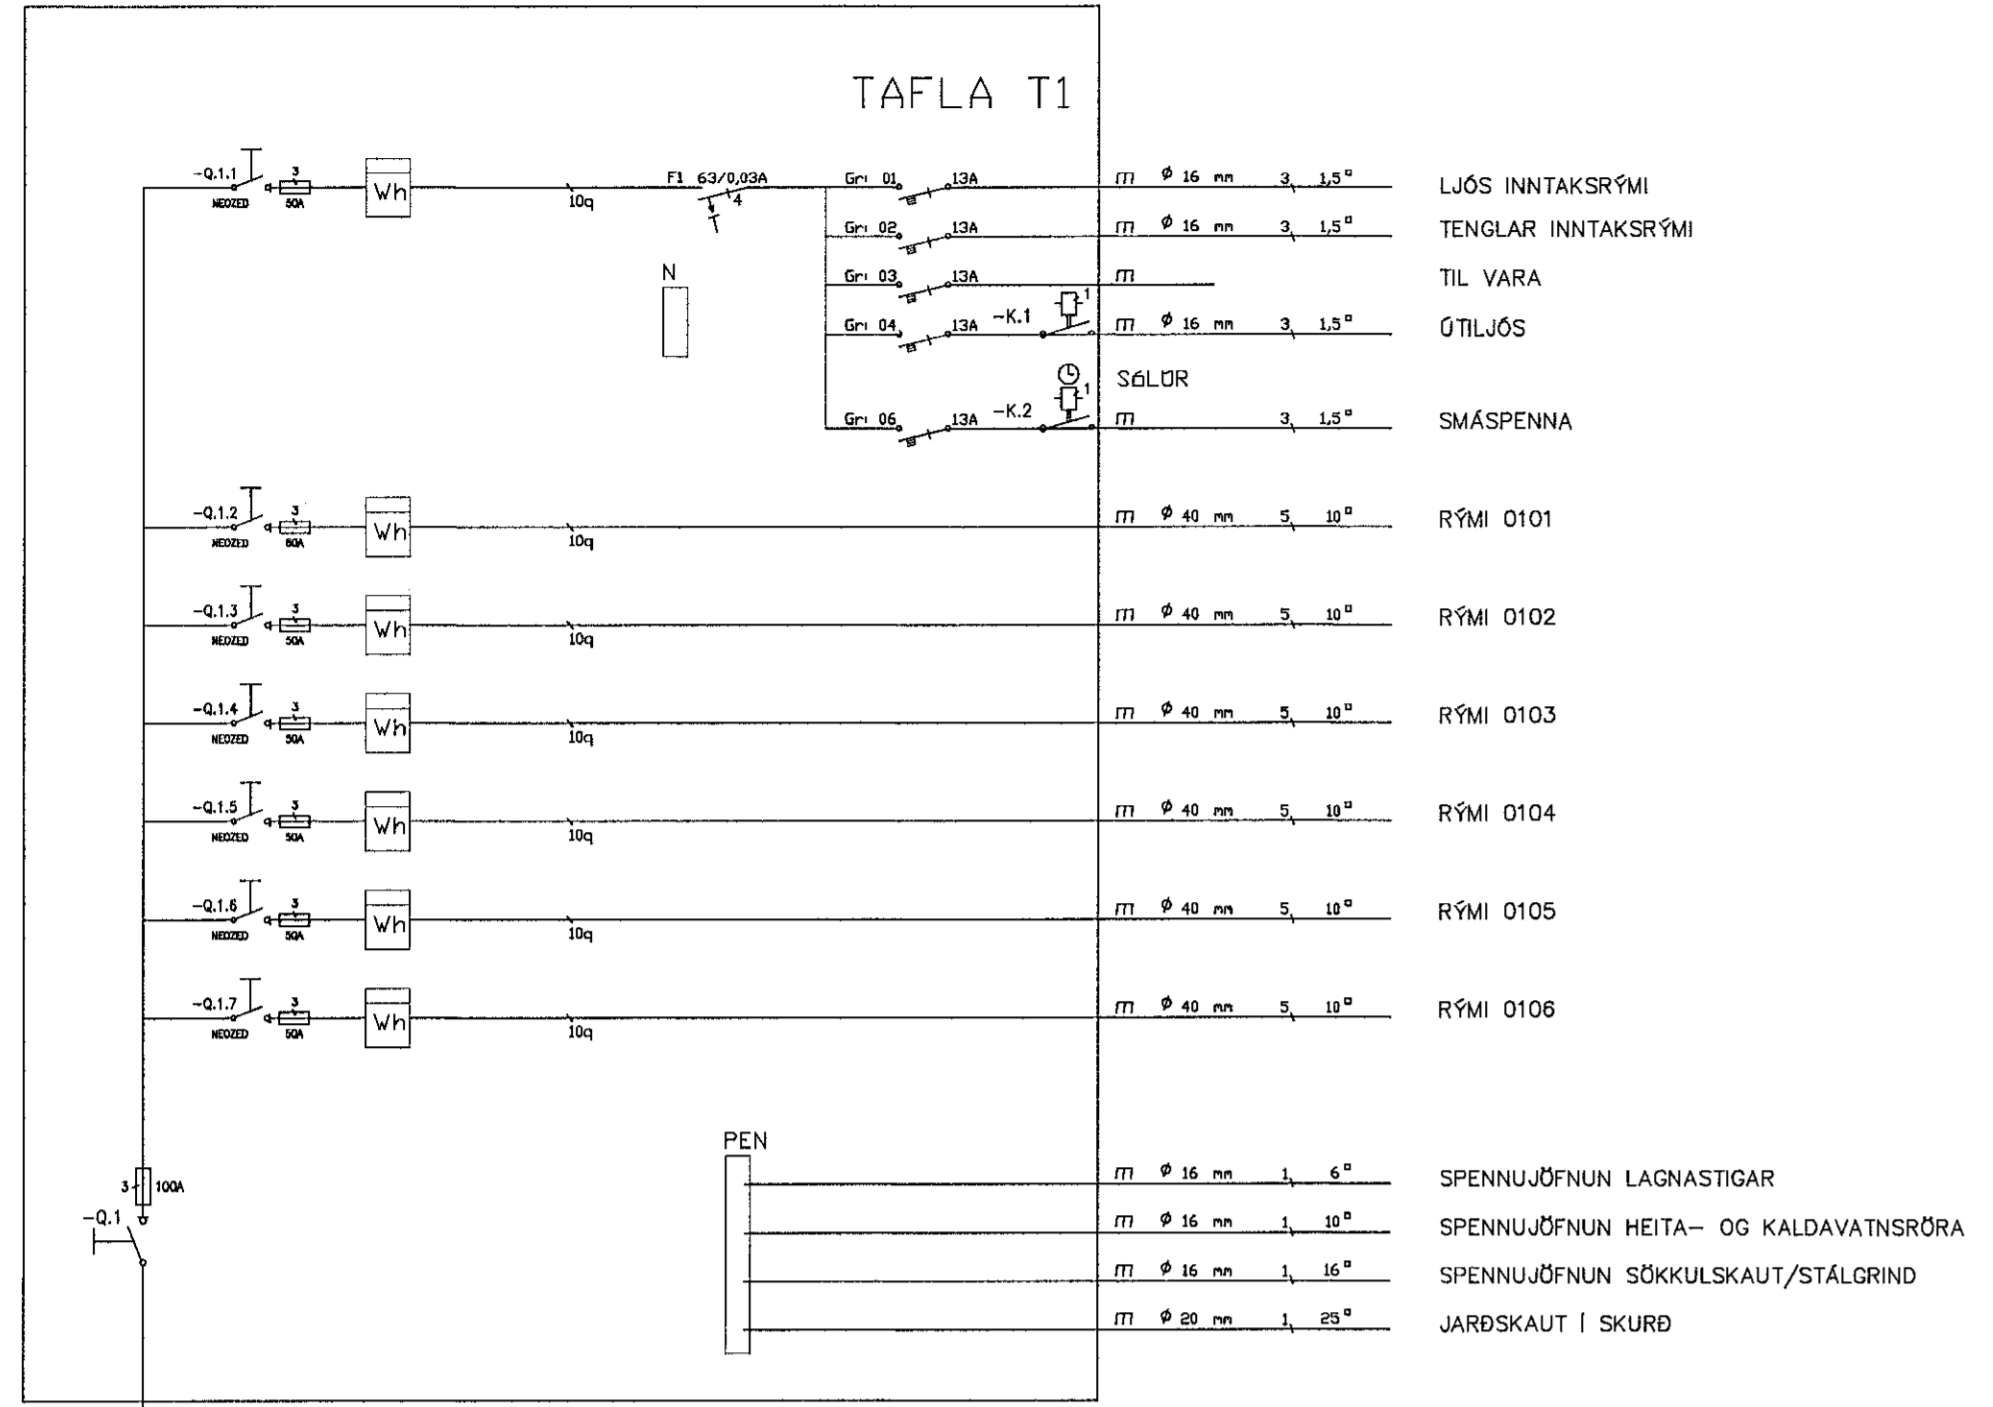 TAFLA T1
-Q.1.1 3 Wh F1 63/0,03A Gr: 01 13A m Ø 16 mm 3 1,5▫ LJÓS INNTAKSRÝMI
NEOZED 50A 10q 4
Gr: 02 13A m Ø 16 mm 3 1,5▫ TENGLAR INNTAKSRÝMI
N Gr: 03 13A m TIL VARA
Gr: 04 13A -K.1 1 m Ø 16 mm 3 1,5▫ ÚTILJÓS
SÓLÚR
Gr: 06 13A -K.2 1 m 3 1,5▫ SMÁSPENNA
-Q.1.2 3 Wh m Ø 40 mm 5 10▫ RÝMI 0101
NEOZED 10q
-Q.1.3 3 Wh m Ø 40 mm 5 10▫ RÝMI 0102
NEOZED 50A 10q
-Q.1.4 3 Wh m Ø 40 mm 5 10▫ RÝMI 0103
NEOZED 50A 10q
-Q.1.5 3 Wh m Ø 40 mm 5 10▫ RÝMI 0104
NEOZED 50A 10q
-Q.1.6 3 Wh m Ø 40 mm 5 10▫ RÝMI 0105
NEOZED 50A 10q
-Q.1.7 3 Wh m Ø 40 mm 5 10▫ RÝMI 0106
NEOZED 50A 10q
PEN
3 100A m Ø 16 mm 1 6▫ SPENNUJÖFNUN LAGNASTIGAR
-Q.1 m Ø 16 mm 1 10▫ SPENNUJÖFNUN HEITA- OG KALDAVATNSRÖRA
m Ø 16 mm 1 16▫ SPENNUJÖFNUN SÖKKULSKAUT/STÁLGRIND
m Ø 20 mm 1 25▫ JARÐSKAUT Í SKURÐ